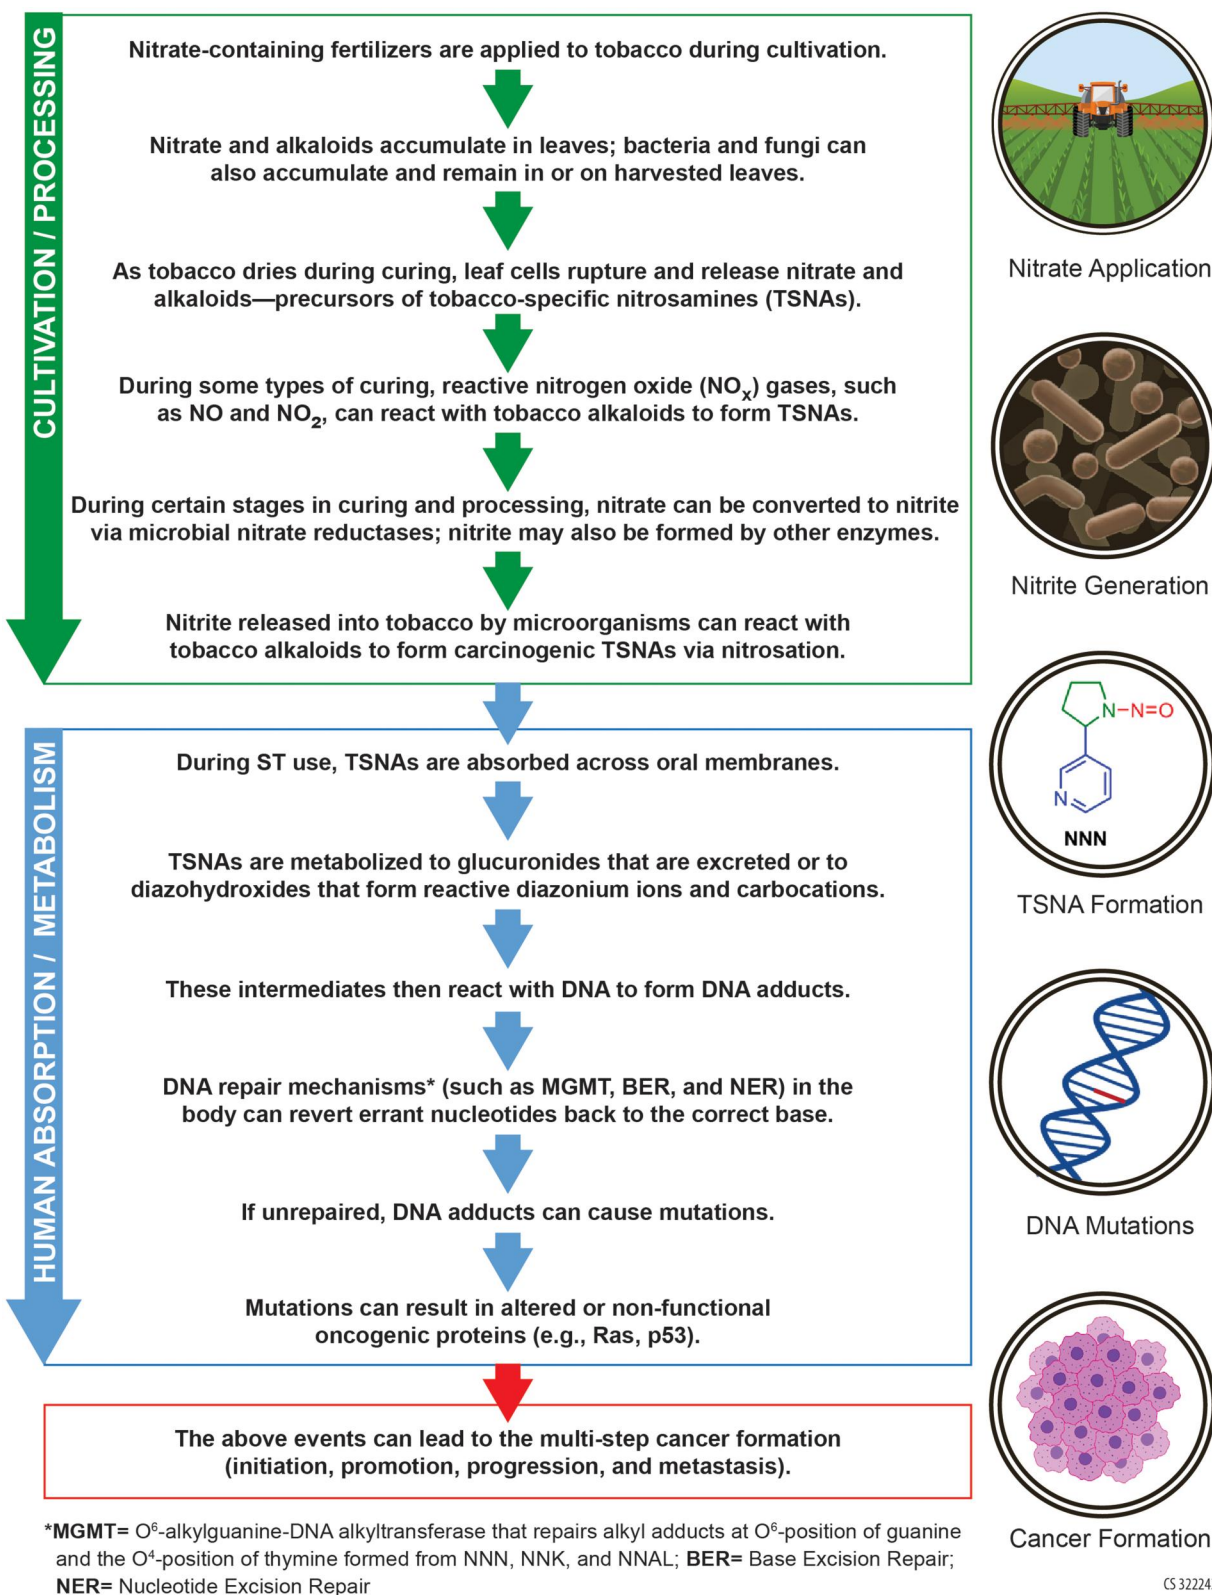 CULTIVATION / PROCESSING
Nitrate-containing fertilizers are applied to tobacco during cultivation.
Nitrate and alkaloids accumulate in leaves; bacteria and fungi can
also accumulate and remain in or on harvested leaves.
As tobacco dries during curing, leaf cells rupture and release nitrate and
alkaloids—precursors of tobacco-specific nitrosamines (TSNAs).
During some types of curing, reactive nitrogen oxide (NOₓ) gases, such
as NO and NO₂, can react with tobacco alkaloids to form TSNAs.
During certain stages in curing and processing, nitrate can be converted to nitrite
via microbial nitrate reductases; nitrite may also be formed by other enzymes.
Nitrite released into tobacco by microorganisms can react with
tobacco alkaloids to form carcinogenic TSNAs via nitrosation.
HUMAN ABSORPTION / METABOLISM
During ST use, TSNAs are absorbed across oral membranes.
TSNAs are metabolized to glucuronides that are excreted or to
diazohydroxides that form reactive diazonium ions and carbocations.
These intermediates then react with DNA to form DNA adducts.
DNA repair mechanisms* (such as MGMT, BER, and NER) in the
body can revert errant nucleotides back to the correct base.
If unrepaired, DNA adducts can cause mutations.
Mutations can result in altered or non-functional
oncogenic proteins (e.g., Ras, p53).
The above events can lead to the multi-step cancer formation
(initiation, promotion, progression, and metastasis).
Nitrate Application
Nitrite Generation
N–N=O
N
NNN
TSNA Formation
DNA Mutations
Cancer Formation
*MGMT= O⁶-alkylguanine-DNA alkyltransferase that repairs alkyl adducts at O⁶-position of guanine
and the O⁴-position of thymine formed from NNN, NNK, and NNAL; BER= Base Excision Repair;
NER= Nucleotide Excision Repair
CS 32224